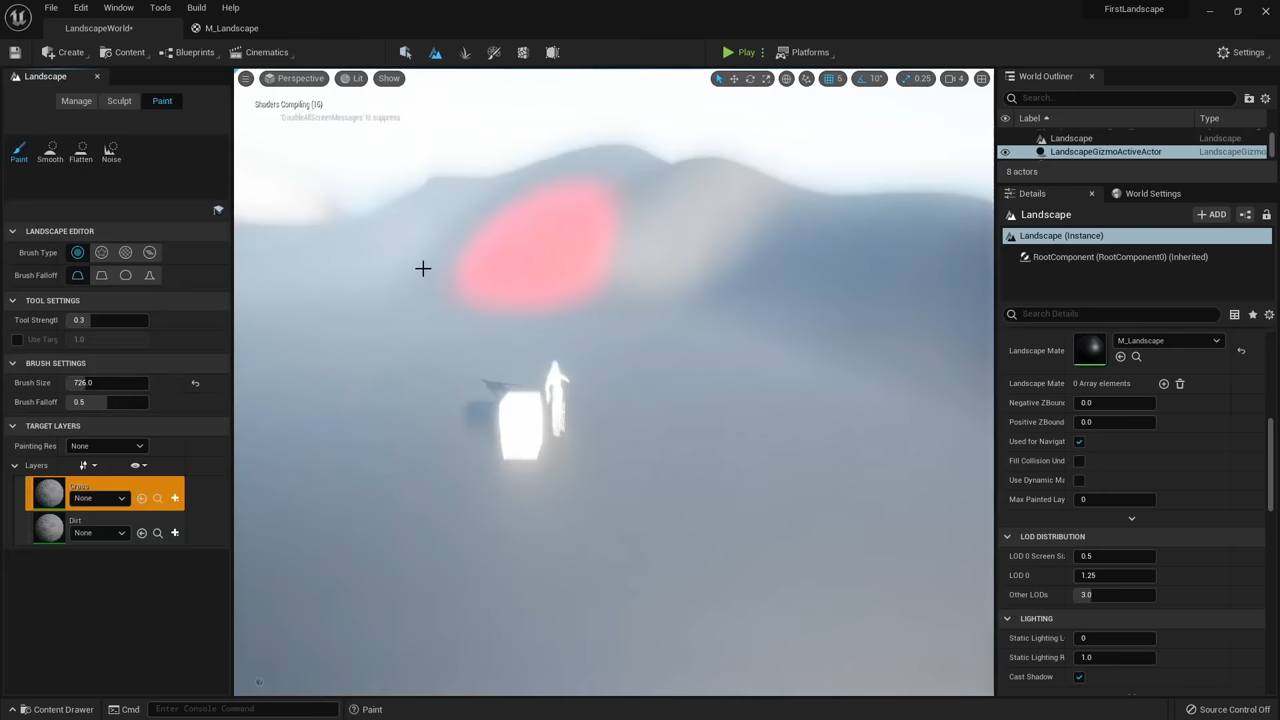 File Edit Window Tools Build Help
FirstLandscape
LandscapeWorld•
M_Landscape
Create Content Blueprints Cinematics Play Platforms Settings
Landscape
Perspective Lit Show
5 10° 0.25 4
World Outliner
Manage Sculpt Paint
Search...
Shaders Compiling (16)
'DisableAllScreenMessages' to suppress
Label Type
Landscape Landscape
LandscapeGizmoActiveActor LandscapeGizmo
Paint Smooth Flatten Noise
8 actors
Details World Settings
Landscape ADD
LANDSCAPE EDITOR
Landscape (Instance)
Brush Type
RootComponent (RootComponent0) (Inherited)
Brush Falloff
TOOL SETTINGS
Search Details
Tool Strengtl 0.3
Use Targ 1.0
Landscape Mate M_Landscape
BRUSH SETTINGS
Brush Size 726.0
Landscape Mate 0 Array elements
Brush Falloff 0.5
Negative ZBoun 0.0
Positive ZBound 0.0
TARGET LAYERS
Painting Res None
Used for Navigat
Layers
Fill Collision Und
Use Dynamic Ma
Grass
None
Max Painted Lay 0
Dirt
None
LOD DISTRIBUTION
LOD 0 Screen Si 0.5
LOD 0 1.25
Other LODs 3.0
LIGHTING
Static Lighting L 0
Static Lighting R 1.0
Cast Shadow
Content Drawer Cmd Enter Console Command Paint Source Control Off